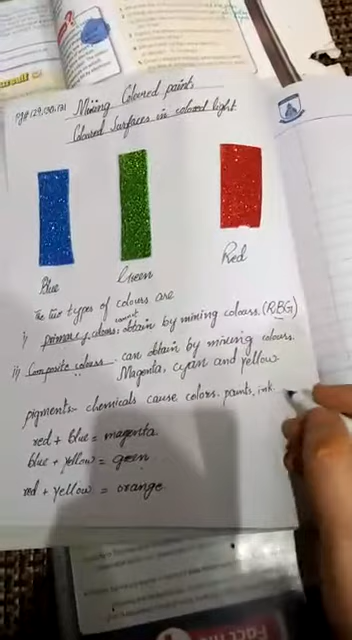 Pg# 129,130,131 Mixing Coloured paints
Coloured Surfaces in colored light
Blue
Green
Red
The two types of colours are
i) primary colours: cannot obtain by mixing colours. (RBG)
ii) Composite colours can obtain by mixing colours.
Magenta, cyan and yellow.
pigments - chemicals cause colors. paints, ink.
red + blue = magenta.
blue + yellow = green
red + yellow = orange